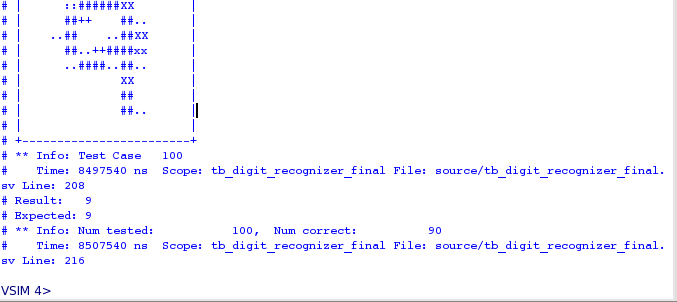 # |      ::######XX        |
# |      ##++    ##..      |
# |    ..##    ..##XX      |
# |      ##..++####xx      |
# |      ..####..##..      |
# |              XX        |
# |              ##        |
# |              ##..      |
# |                        |
# +------------------------+
# ** Info: Test Case   100
#    Time: 8497540 ns  Scope: tb_digit_recognizer_final File: source/tb_digit_recognizer_final.
sv Line: 208
# Result:   9
# Expected: 9
# ** Info: Num tested:           100,  Num correct:          90
#    Time: 8507540 ns  Scope: tb_digit_recognizer_final File: source/tb_digit_recognizer_final.
sv Line: 216
VSIM 4>